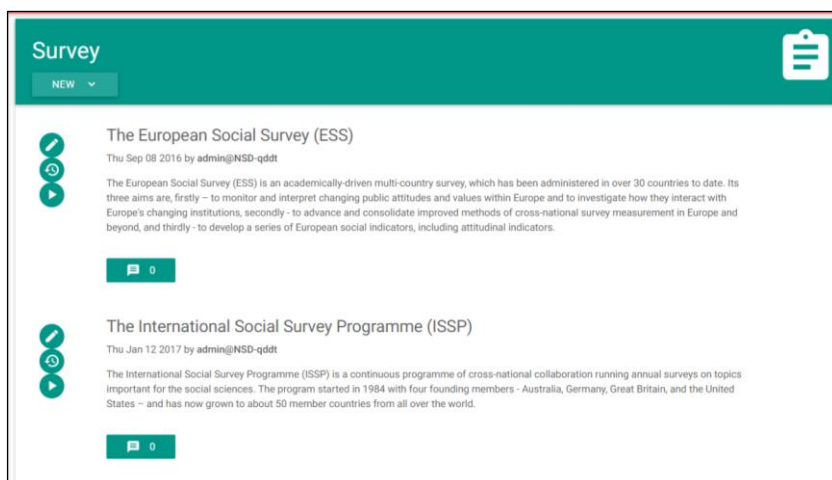 Survey
NEW
The European Social Survey (ESS)
Thu Sep 08 2016 by admin@NSD-qddt
The European Social Survey (ESS) is an academically-driven multi-country survey, which has been administered in over 30 countries to date. Its
three aims are, firstly – to monitor and interpret changing public attitudes and values within Europe and to investigate how they interact with
Europe's changing institutions, secondly - to advance and consolidate improved methods of cross-national survey measurement in Europe and
beyond, and thirdly - to develop a series of European social indicators, including attitudinal indicators.
0
The International Social Survey Programme (ISSP)
Thu Jan 12 2017 by admin@NSD-qddt
The International Social Survey Programme (ISSP) is a continuous programme of cross-national collaboration running annual surveys on topics
important for the social sciences. The program started in 1984 with four founding members - Australia, Germany, Great Britain, and the United
States – and has now grown to about 50 member countries from all over the world.
0